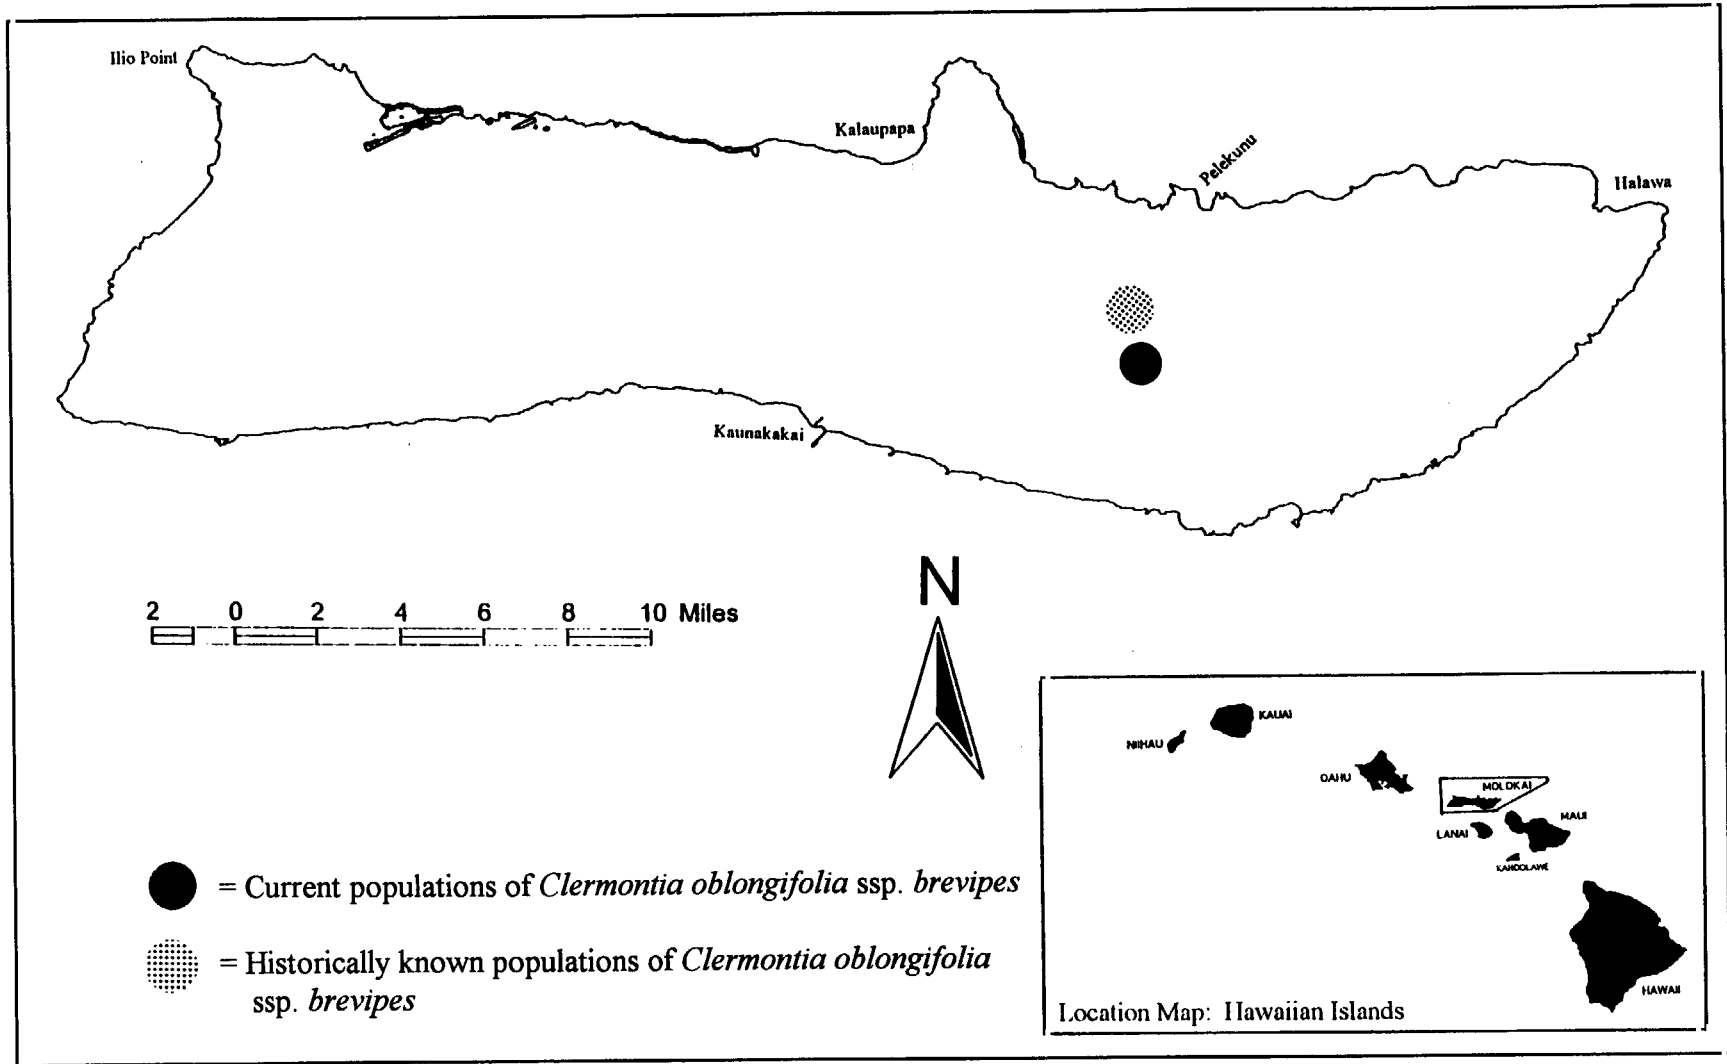 Ilio Point
Kalaupapa
Pelekunu
Halawa
Kaunakakai
N
2 0 2 4 6 8 10 Miles
KAUAI
NIIHAU
OAHU
MOLOKAI
MAUI
LANAI
KAHOOLAWE
HAWAII
= Current populations of Clermontia oblongifolia ssp. brevipes
= Historically known populations of Clermontia oblongifolia
ssp. brevipes
Location Map: Hawaiian Islands